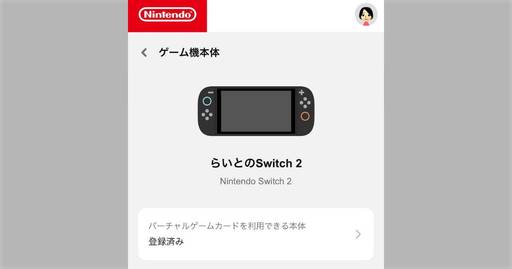 Nintendo
ゲーム機本体
らいとのSwitch 2
Nintendo Switch 2
バーチャルゲームカードを利用できる本体
登録済み